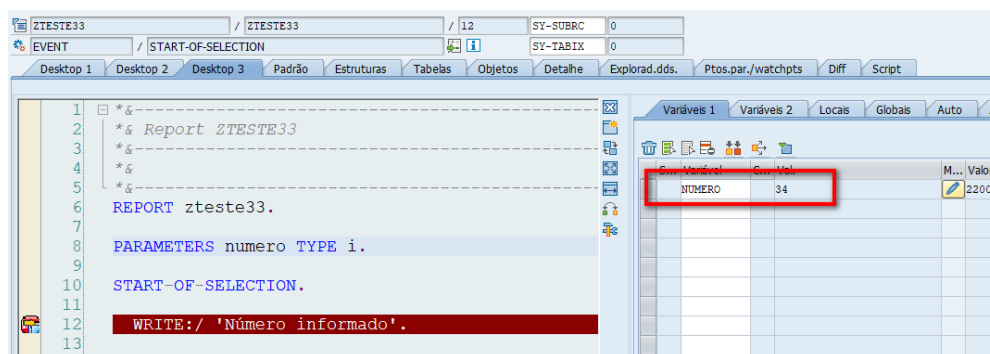 ZTESTE33 / ZTESTE33 / 12 SY-SUBRC 0
EVENT / START-OF-SELECTION SY-TABIX 0
Desktop 1 Desktop 2 Desktop 3 Padrão Estruturas Tabelas Objetos Detalhe Explorad.dds. Ptos.par./watchpts Diff Script
1 *&---------------------------------------------------------------------
2 *& Report ZTESTE33
3 *&---------------------------------------------------------------------
4 *&
5 *&---------------------------------------------------------------------
6 REPORT zteste33.
7
8 PARAMETERS numero TYPE i.
9
10 START-OF-SELECTION.
11
12 WRITE:/ 'Número informado'.
13
Variáveis 1 Variáveis 2 Locais Globais Auto
S... Variável C... Val. M... Valo
NUMERO 34 2200